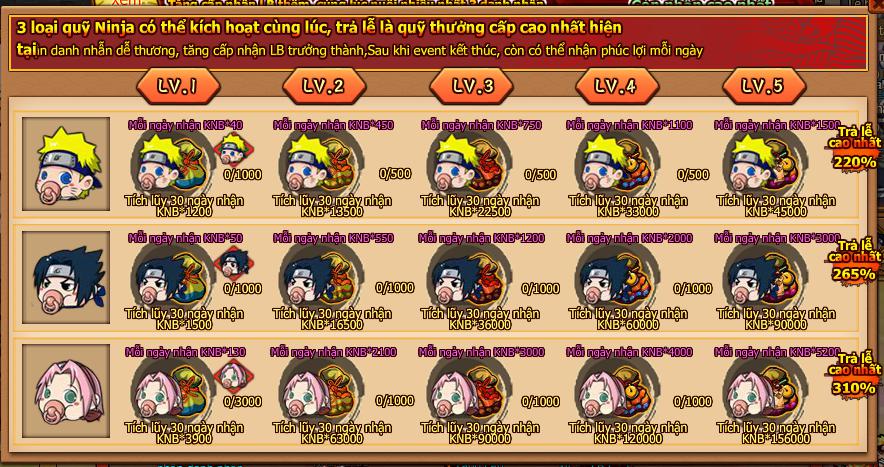 3 loại quỹ Ninja có thể kích hoạt cùng lúc, trả lễ là quỹ thưởng cấp cao nhất hiện
tạiın danh nhẫn dễ thương, tăng cấp nhận LB trưởng thành,Sau khi event kết thúc, còn có thể nhận phúc lợi mỗi ngày
LV.1 LV.2 LV.3 LV.4 LV.5
Mỗi ngày nhận KNB*40 Mỗi ngày nhận KNB*450 Mỗi ngày nhận KNB*750 Mỗi ngày nhận KNB*1100 Mỗi ngày nhận KNB*1500
Trả lễ
cao nhất
220%
0/1000 0/500 0/500 0/500
Tích lũy 30 ngày nhận Tích lũy 30 ngày nhận Tích lũy 30 ngày nhận Tích lũy 30 ngày nhận Tích lũy 30 ngày nhận
KNB*1200 KNB*13500 KNB*22500 KNB*33000 KNB*45000
Mỗi ngày nhận KNB*50 Mỗi ngày nhận KNB*550 Mỗi ngày nhận KNB*1200 Mỗi ngày nhận KNB*2000 Mỗi ngày nhận KNB*3000
Trả lễ
cao nhất
265%
0/1000 0/1000 0/1000 0/1000
Tích lũy 30 ngày nhận Tích lũy 30 ngày nhận Tích lũy 30 ngày nhận Tích lũy 30 ngày nhận Tích lũy 30 ngày nhận
KNB*1500 KNB*16500 KNB*36000 KNB*60000 KNB*90000
Mỗi ngày nhận KNB*130 Mỗi ngày nhận KNB*2100 Mỗi ngày nhận KNB*3000 Mỗi ngày nhận KNB*4000 Mỗi ngày nhận KNB*5200
Trả lễ
cao nhất
310%
0/3000 0/1000 0/1000 0/1000
Tích lũy 30 ngày nhận Tích lũy 30 ngày nhận Tích lũy 30 ngày nhận Tích lũy 30 ngày nhận Tích lũy 30 ngày nhận
KNB*3900 KNB*63000 KNB*90000 KNB*120000 KNB*156000